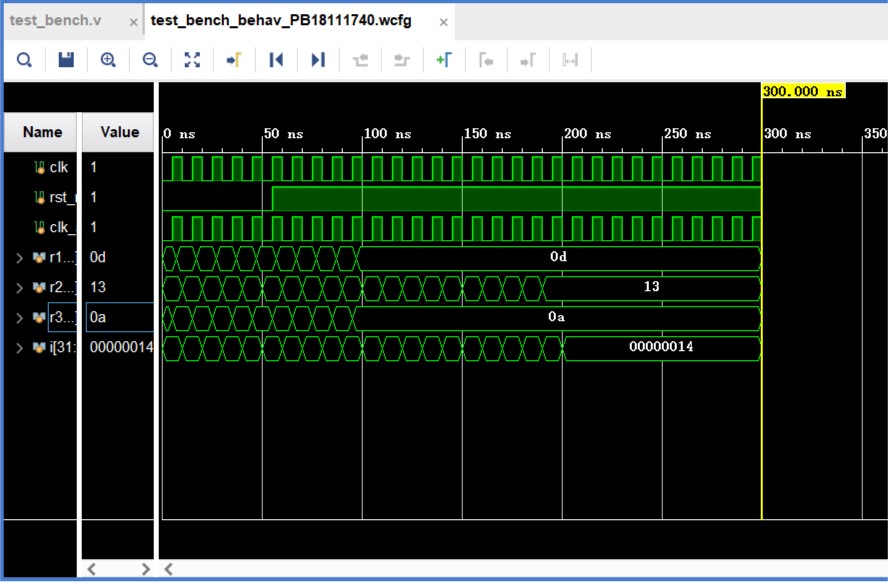 test_bench.v × test_bench_behav_PB18111740.wcfg ×
300.000 ns
Name Value 0 ns 50 ns 100 ns 150 ns 200 ns 250 ns 300 ns 350
clk 1
rst_ 1
clk_ 1
r1...] 0d 0d
r2...] 13 13
r3...] 0a 0a
i[31: 00000014 00000014